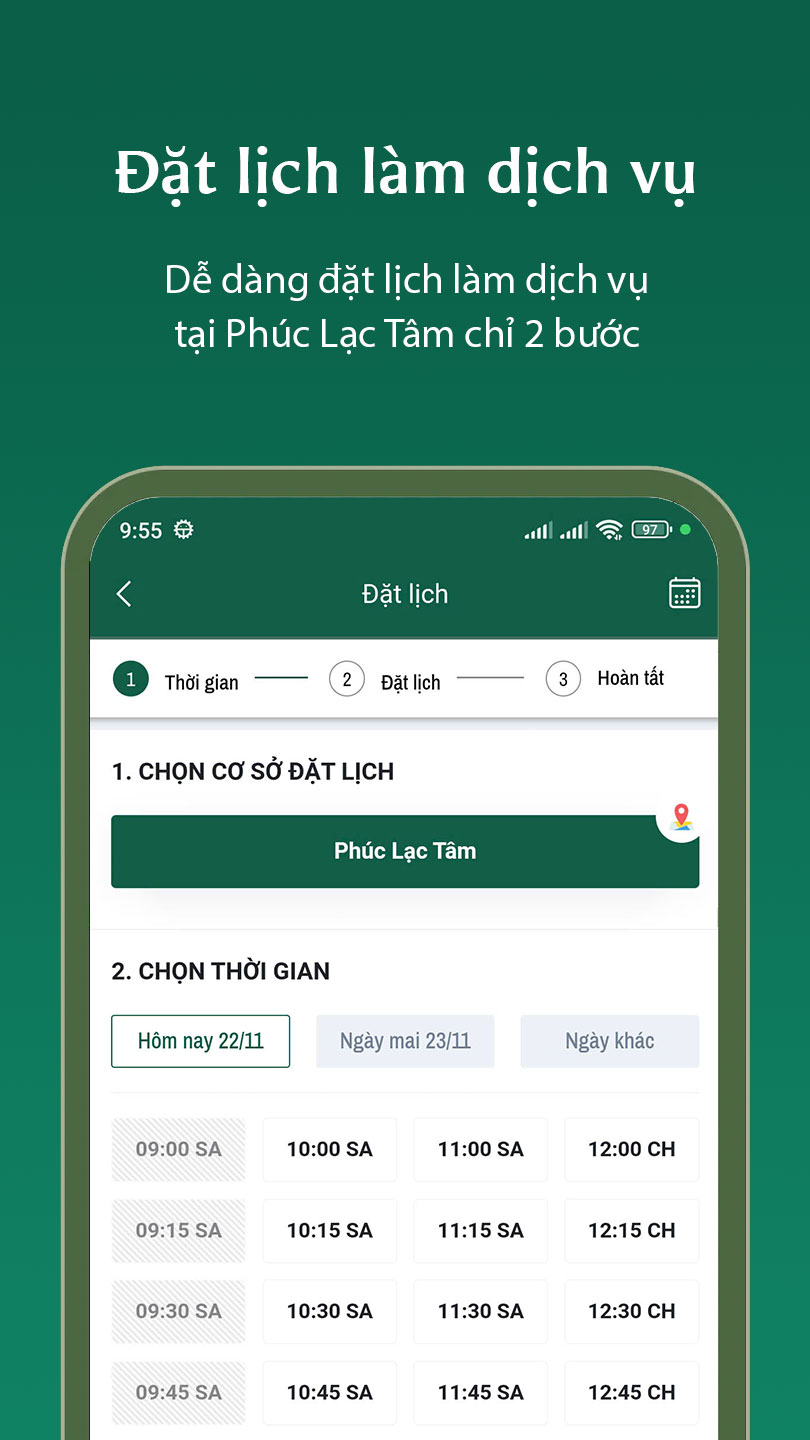 Đặt lịch làm dịch vụ
Dễ dàng đặt lịch làm dịch vụ
tại Phúc Lạc Tâm chỉ 2 bước
9:55 97
Đặt lịch
1 Thời gian 2 Đặt lịch 3 Hoàn tất
1. CHỌN CƠ SỞ ĐẶT LỊCH
Phúc Lạc Tâm
2. CHỌN THỜI GIAN
Hôm nay 22/11 Ngày mai 23/11 Ngày khác
09:00 SA 10:00 SA 11:00 SA 12:00 CH
09:15 SA 10:15 SA 11:15 SA 12:15 CH
09:30 SA 10:30 SA 11:30 SA 12:30 CH
09:45 SA 10:45 SA 11:45 SA 12:45 CH